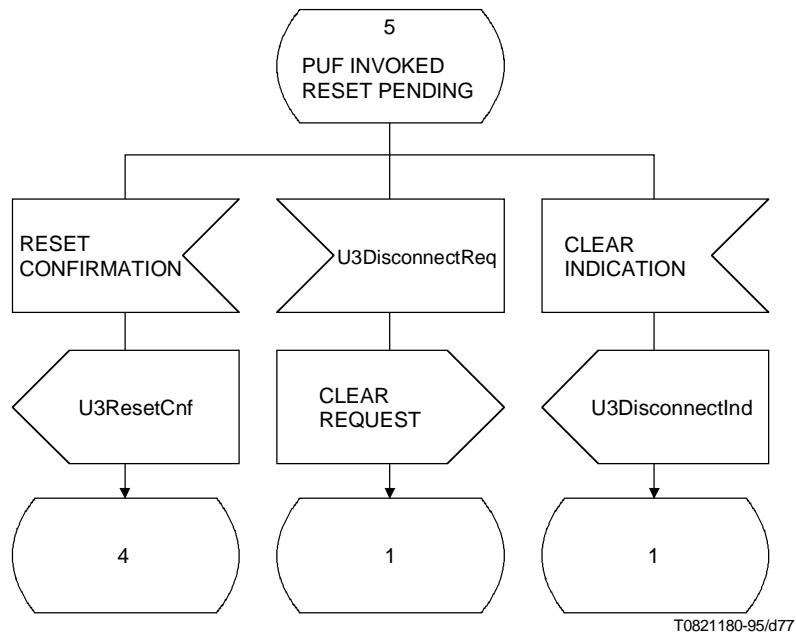 5
PUF INVOKED
RESET PENDING
RESET
CONFIRMATION
U3DisconnectReq
CLEAR
INDICATION
U3ResetCnf
CLEAR
REQUEST
U3DisconnectInd
4
1
1
T0821180-95/d77